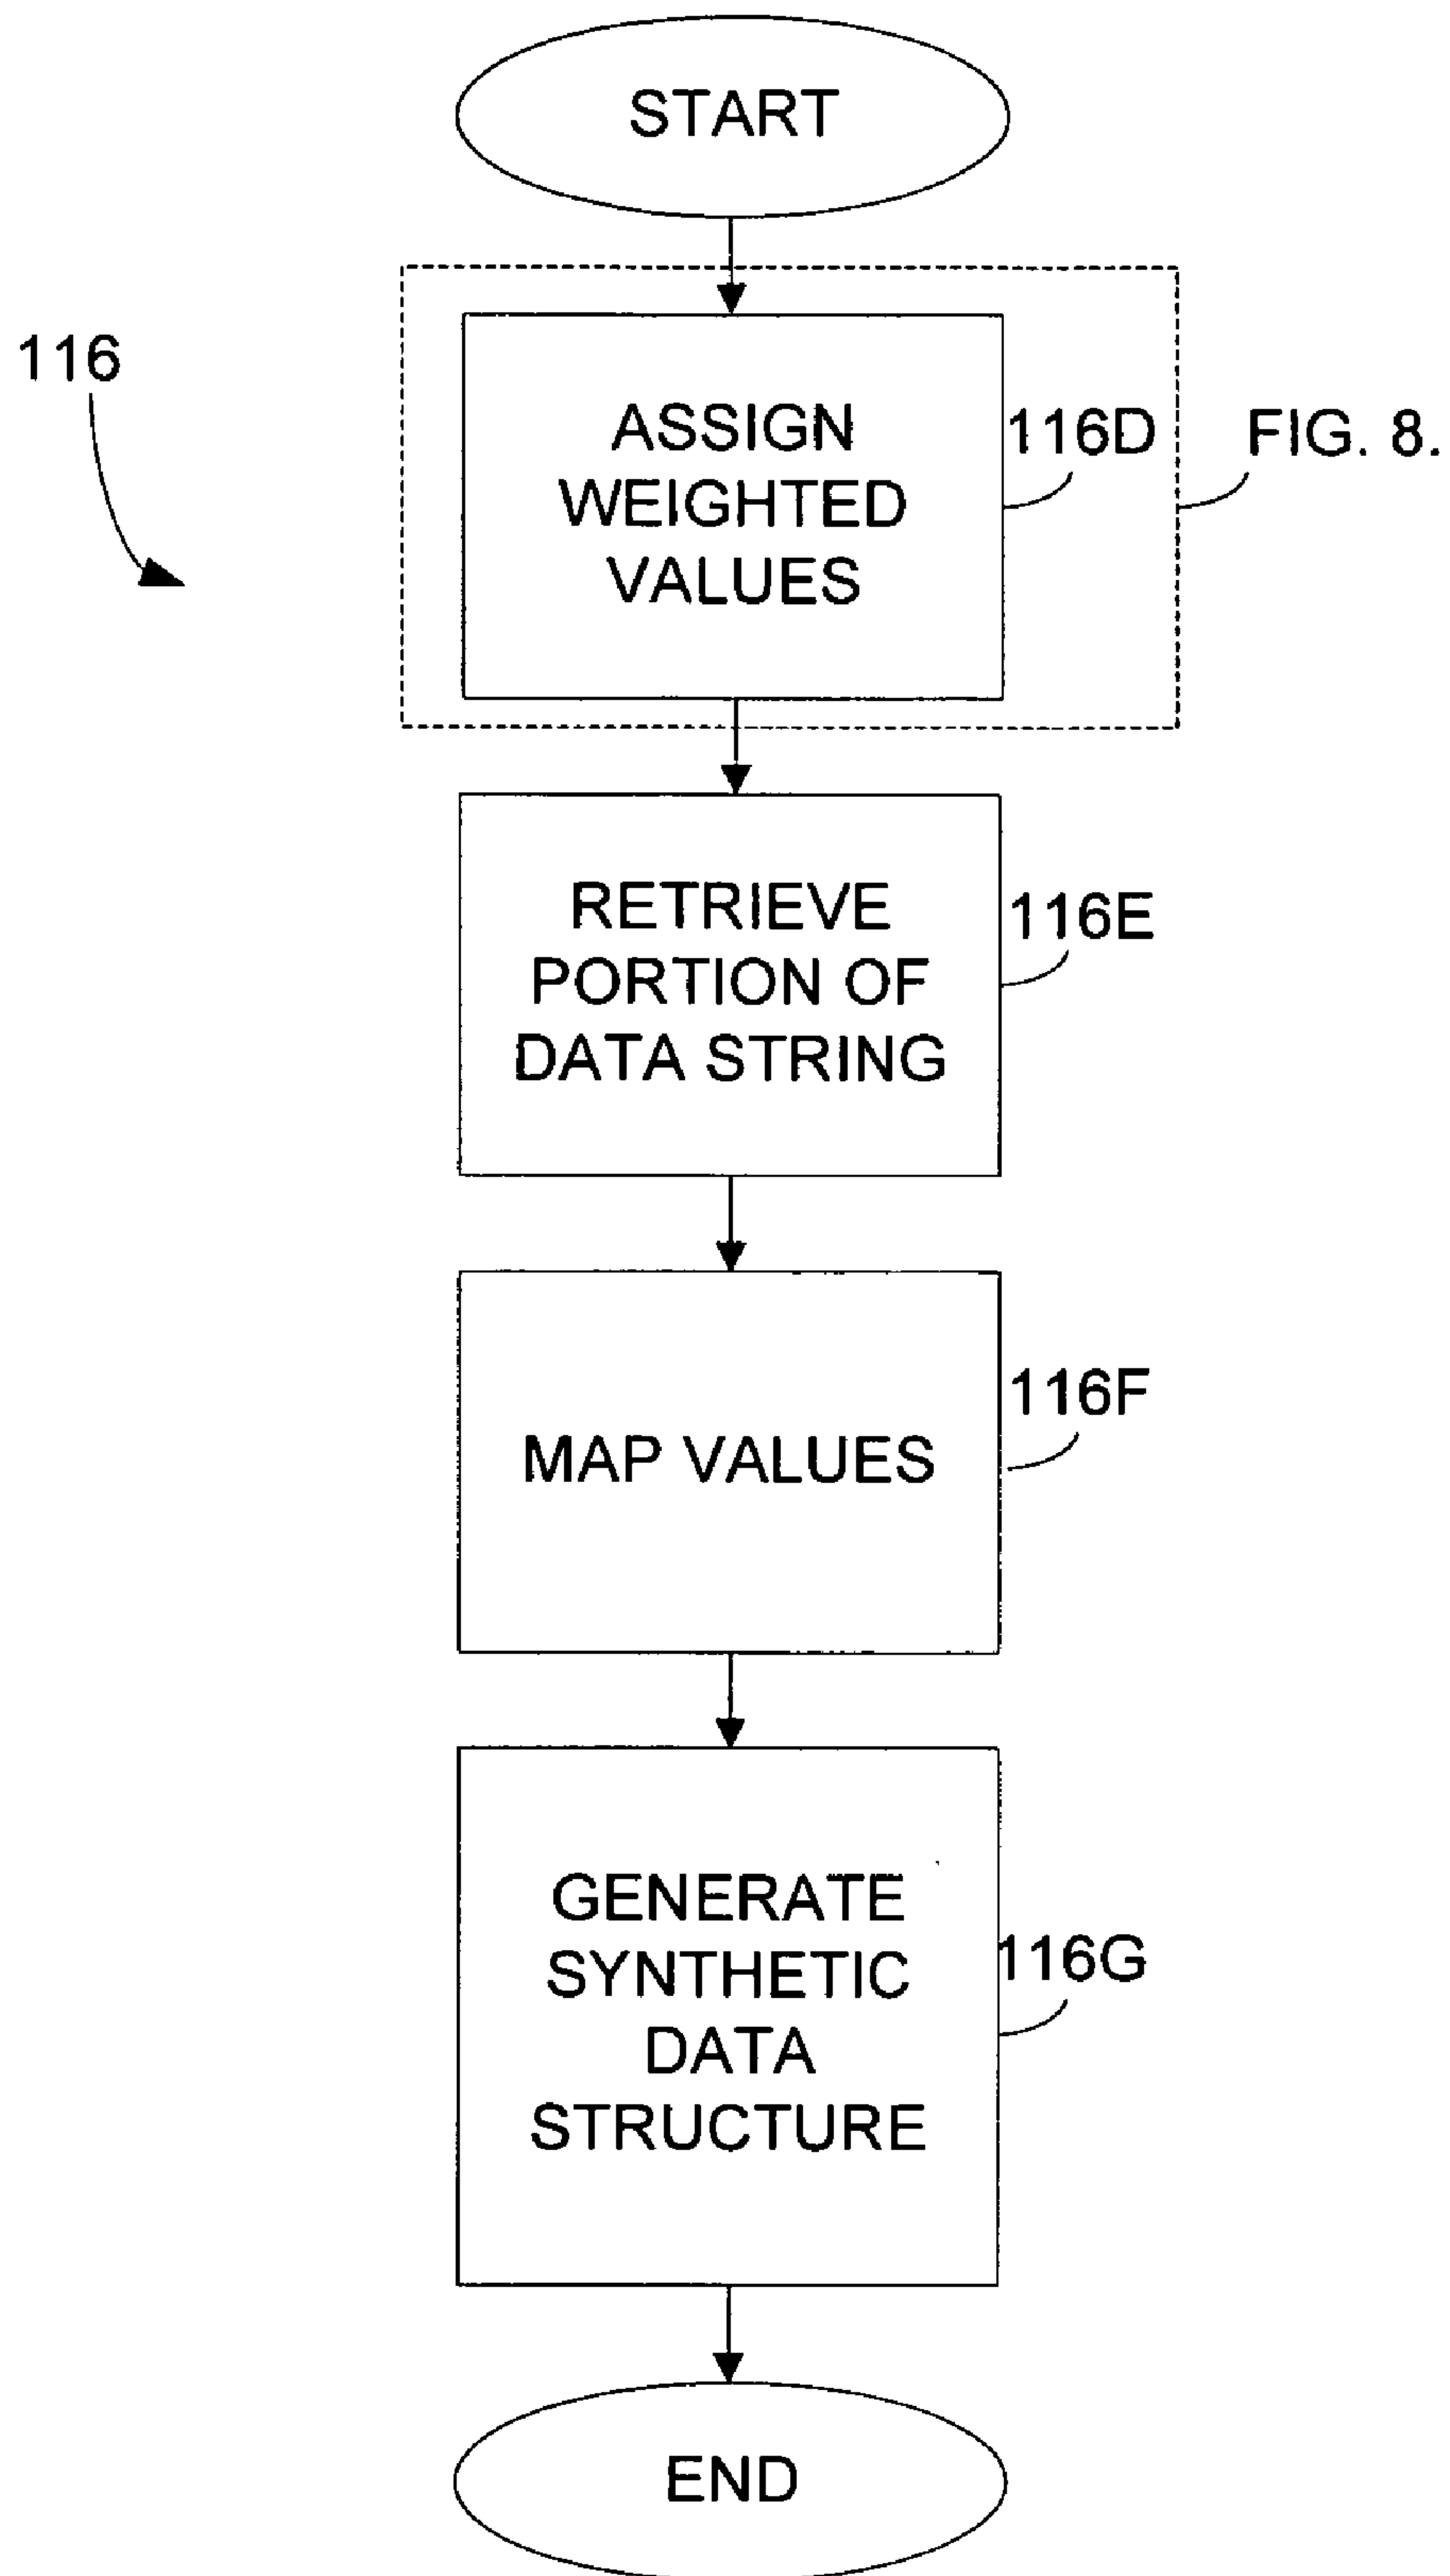 START
116
ASSIGN
WEIGHTED
VALUES
116D
FIG. 8.
RETRIEVE
PORTION OF
DATA STRING
116E
MAP VALUES
116F
GENERATE
SYNTHETIC
DATA
STRUCTURE
116G
END